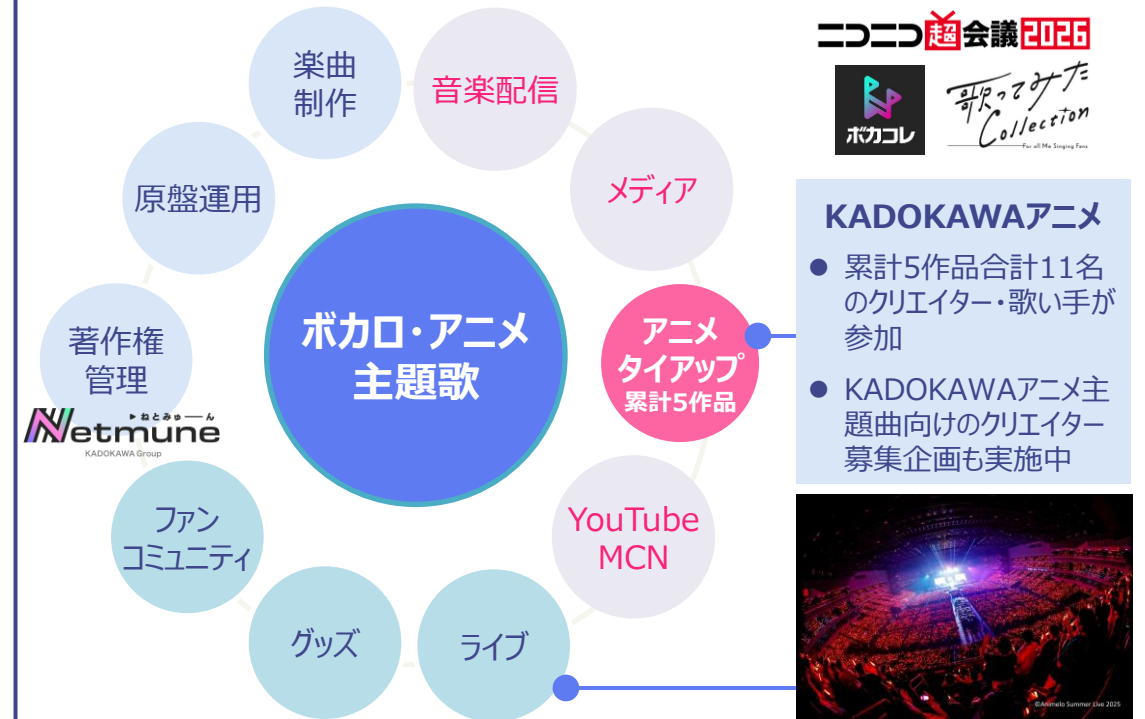 ニコニコ超会議2026
ボカコレ
歌ってみた
Collection
For all Me Singing Fans
楽曲
制作
音楽配信
メディア
原盤運用
ボカロ・アニメ
主題歌
アニメ
タイアップ
累計5作品
著作権
管理
ねとみゅーん
Netmune
KADOKAWA Group
YouTube
MCN
ファン
コミュニティ
グッズ
ライブ
KADOKAWAアニメ
● 累計5作品合計11名
のクリエイター・歌い手が
参加
● KADOKAWAアニメ主
題曲向けのクリエイター
募集企画も実施中
©Animelo Summer Live 2025